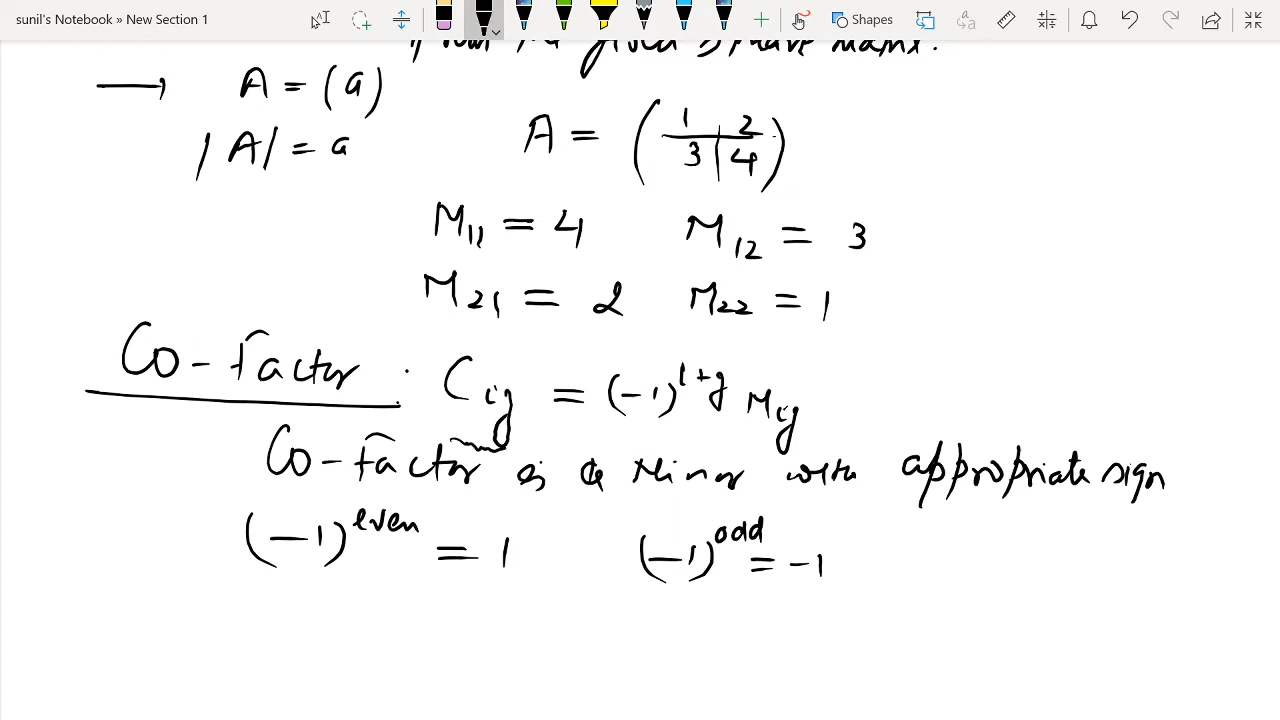 sunil's Notebook » New Section 1
Shapes
given
⟶ A = (a)
|A| = a
A = ( 1 2
3 4 )
M₁₁ = 4 M₁₂ = 3
M₂₁ = 2 M₂₂ = 1
Co-factor . Cᵢⱼ = (-1)ⁱ⁺ʲ Mᵢⱼ
Co-factor is a Minor with appropriate sign
(-1)^even = 1 (-1)^odd = -1